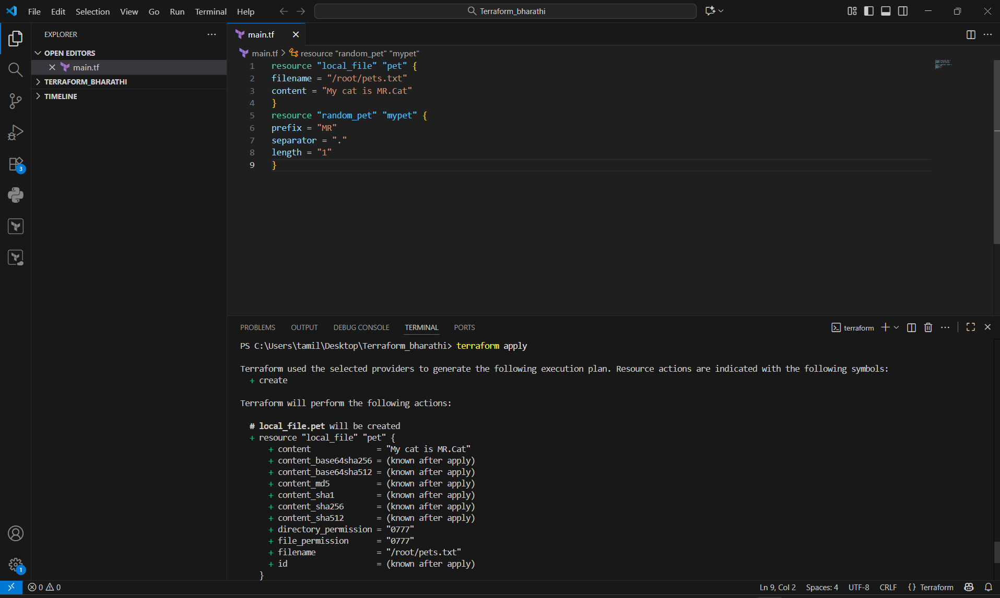 File Edit Selection View Go Run Terminal Help
Terraform_bharathi
EXPLORER
OPEN EDITORS
main.tf
TERRAFORM_BHARATHI
TIMELINE
3
1
main.tf
main.tf > resource "random_pet" "mypet"
1 resource "local_file" "pet" {
2 filename = "/root/pets.txt"
3 content = "My cat is MR.Cat"
4 }
5 resource "random_pet" "mypet" {
6 prefix = "MR"
7 separator = "."
8 length = "1"
9 }
PROBLEMS OUTPUT DEBUG CONSOLE TERMINAL PORTS
terraform
PS C:\Users\tamil\Desktop\Terraform_bharathi> terraform apply
Terraform used the selected providers to generate the following execution plan. Resource actions are indicated with the following symbols:
+ create
Terraform will perform the following actions:
# local_file.pet will be created
+ resource "local_file" "pet" {
+ content = "My cat is MR.Cat"
+ content_base64sha256 = (known after apply)
+ content_base64sha512 = (known after apply)
+ content_md5 = (known after apply)
+ content_sha1 = (known after apply)
+ content_sha256 = (known after apply)
+ content_sha512 = (known after apply)
+ directory_permission = "0777"
+ file_permission = "0777"
+ filename = "/root/pets.txt"
+ id = (known after apply)
}
0 0
Ln 9, Col 2 Spaces: 4 UTF-8 CRLF {} Terraform